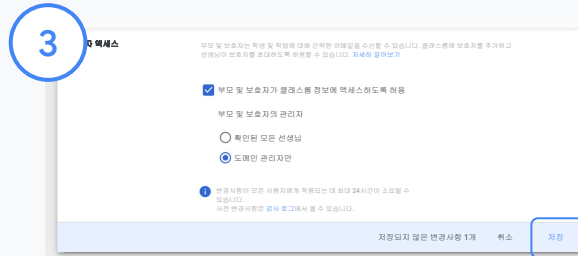 3
자 액세스
부모 및 보호자는 학생 및 학업에 대해 간략한 이메일을 수신할 수 있습니다. 클래스룸에 보호자를 추가하고
선생님이 보호자를 초대하도록 허용할 수 있습니다. 자세히 알아보기
부모 및 보호자가 클래스룸 정보에 액세스하도록 허용
부모 및 보호자의 관리자
확인된 모든 선생님
도메인 관리자만
변경사항이 모든 사용자에게 적용되는 데 최대 24시간이 소요될 수
있습니다.
사전 변경사항은 감사 로그에서 볼 수 있습니다.
저장되지 않은 변경사항 1개 취소 저장